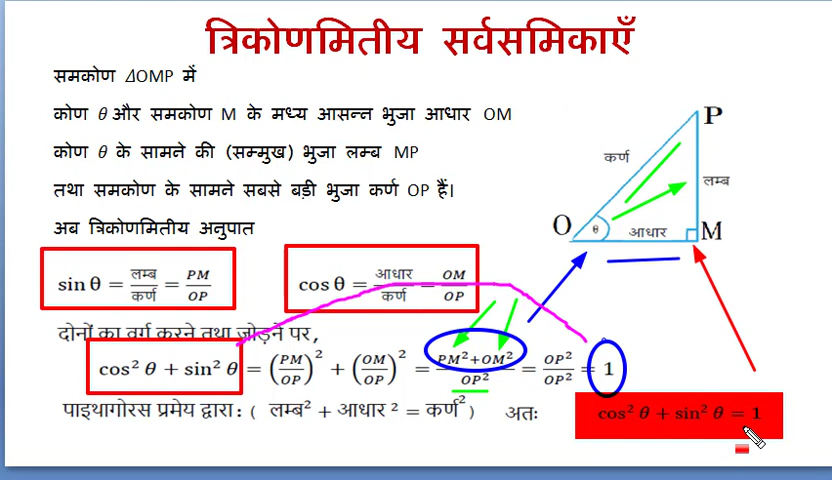 त्रिकोणमितीय सर्वसमिकाएँ
समकोण ΔOMP में
कोण θ और समकोण M के मध्य आसन्न भुजा आधार OM
कोण θ के सामने की (सम्मुख) भुजा लम्ब MP
तथा समकोण के सामने सबसे बड़ी भुजा कर्ण OP हैं।
अब त्रिकोणमितीय अनुपात
P
कर्ण
लम्ब
O θ आधार M
sin θ = लम्ब/कर्ण = PM/OP cos θ = आधार/कर्ण = OM/OP
दोनों का वर्ग करने तथा जोड़ने पर,
cos² θ + sin² θ = (PM/OP)² + (OM/OP)² = PM²+OM²/OP² = OP²/OP² = 1
पाइथागोरस प्रमेय द्वारा: ( लम्ब² + आधार ² = कर्ण² ) अतः cos² θ + sin² θ = 1